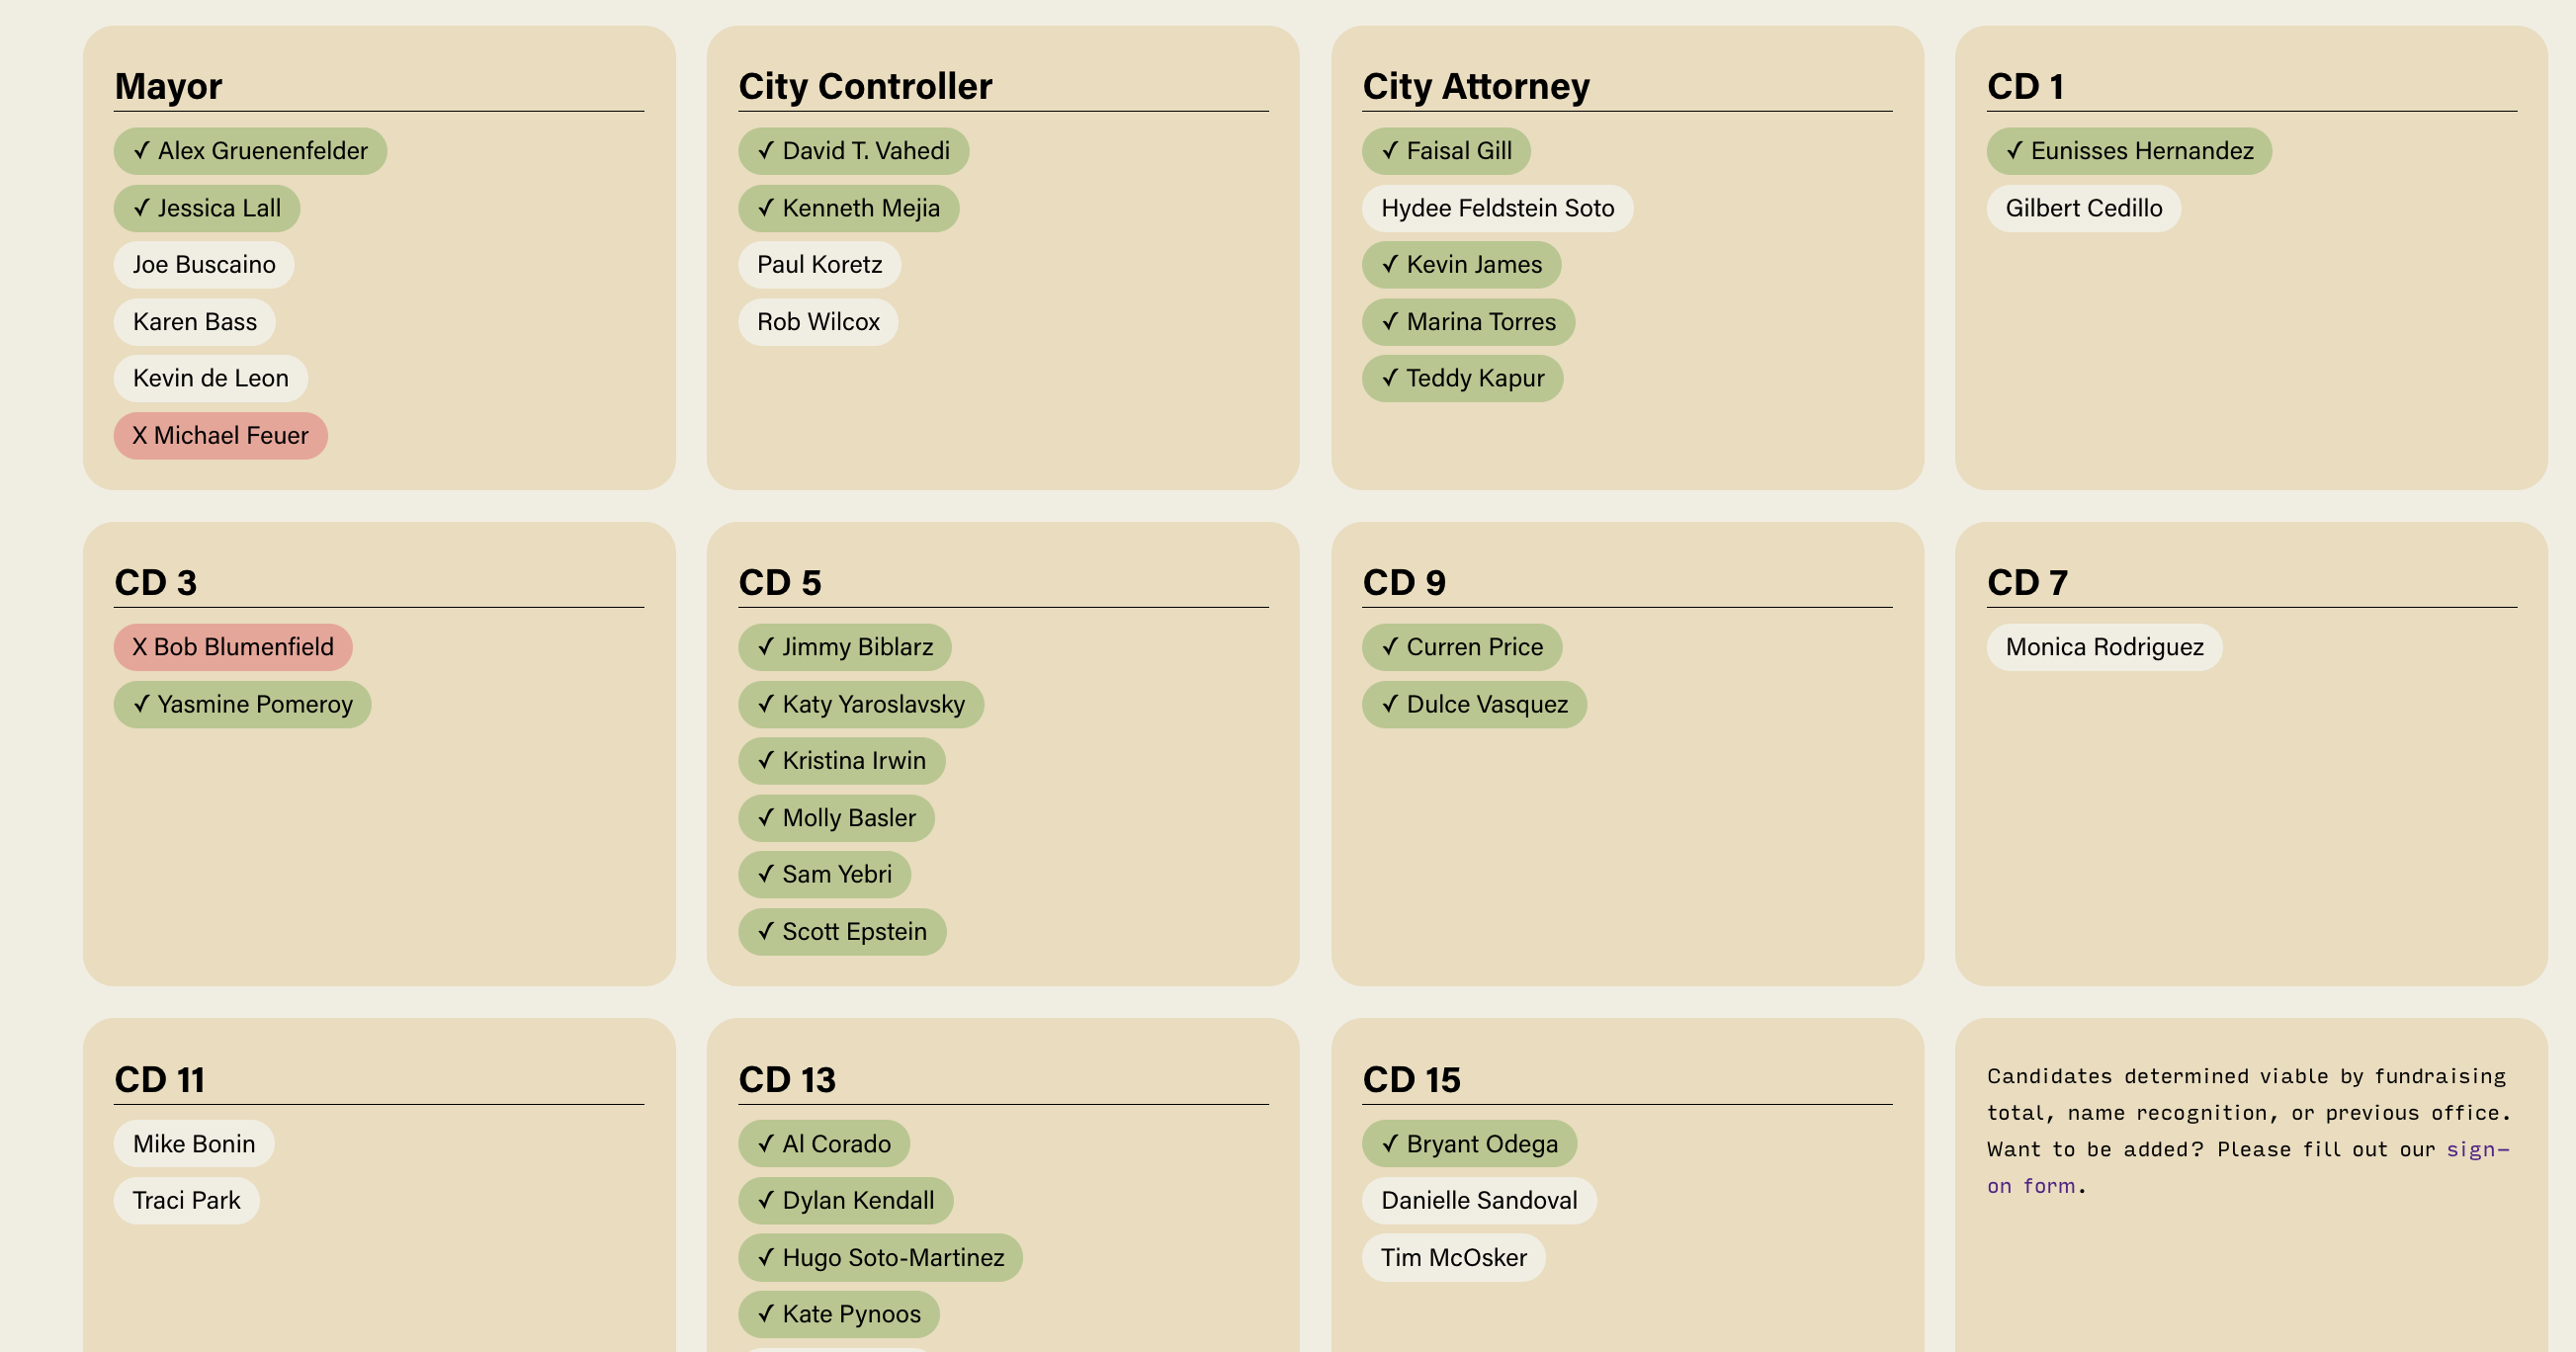 Mayor
✓ Alex Gruenenfelder
✓ Jessica Lall
Joe Buscaino
Karen Bass
Kevin de Leon
X Michael Feuer
City Controller
✓ David T. Vahedi
✓ Kenneth Mejia
Paul Koretz
Rob Wilcox
City Attorney
✓ Faisal Gill
Hydee Feldstein Soto
✓ Kevin James
✓ Marina Torres
✓ Teddy Kapur
CD 1
✓ Eunisses Hernandez
Gilbert Cedillo
CD 3
X Bob Blumenfield
✓ Yasmine Pomeroy
CD 5
✓ Jimmy Biblarz
✓ Katy Yaroslavsky
✓ Kristina Irwin
✓ Molly Basler
✓ Sam Yebri
✓ Scott Epstein
CD 9
✓ Curren Price
✓ Dulce Vasquez
CD 7
Monica Rodriguez
CD 11
Mike Bonin
Traci Park
CD 13
✓ Al Corado
✓ Dylan Kendall
✓ Hugo Soto-Martinez
✓ Kate Pynoos
CD 15
✓ Bryant Odega
Danielle Sandoval
Tim McOsker
Candidates determined viable by fundraising
total, name recognition, or previous office.
Want to be added? Please fill out our sign-
on form.